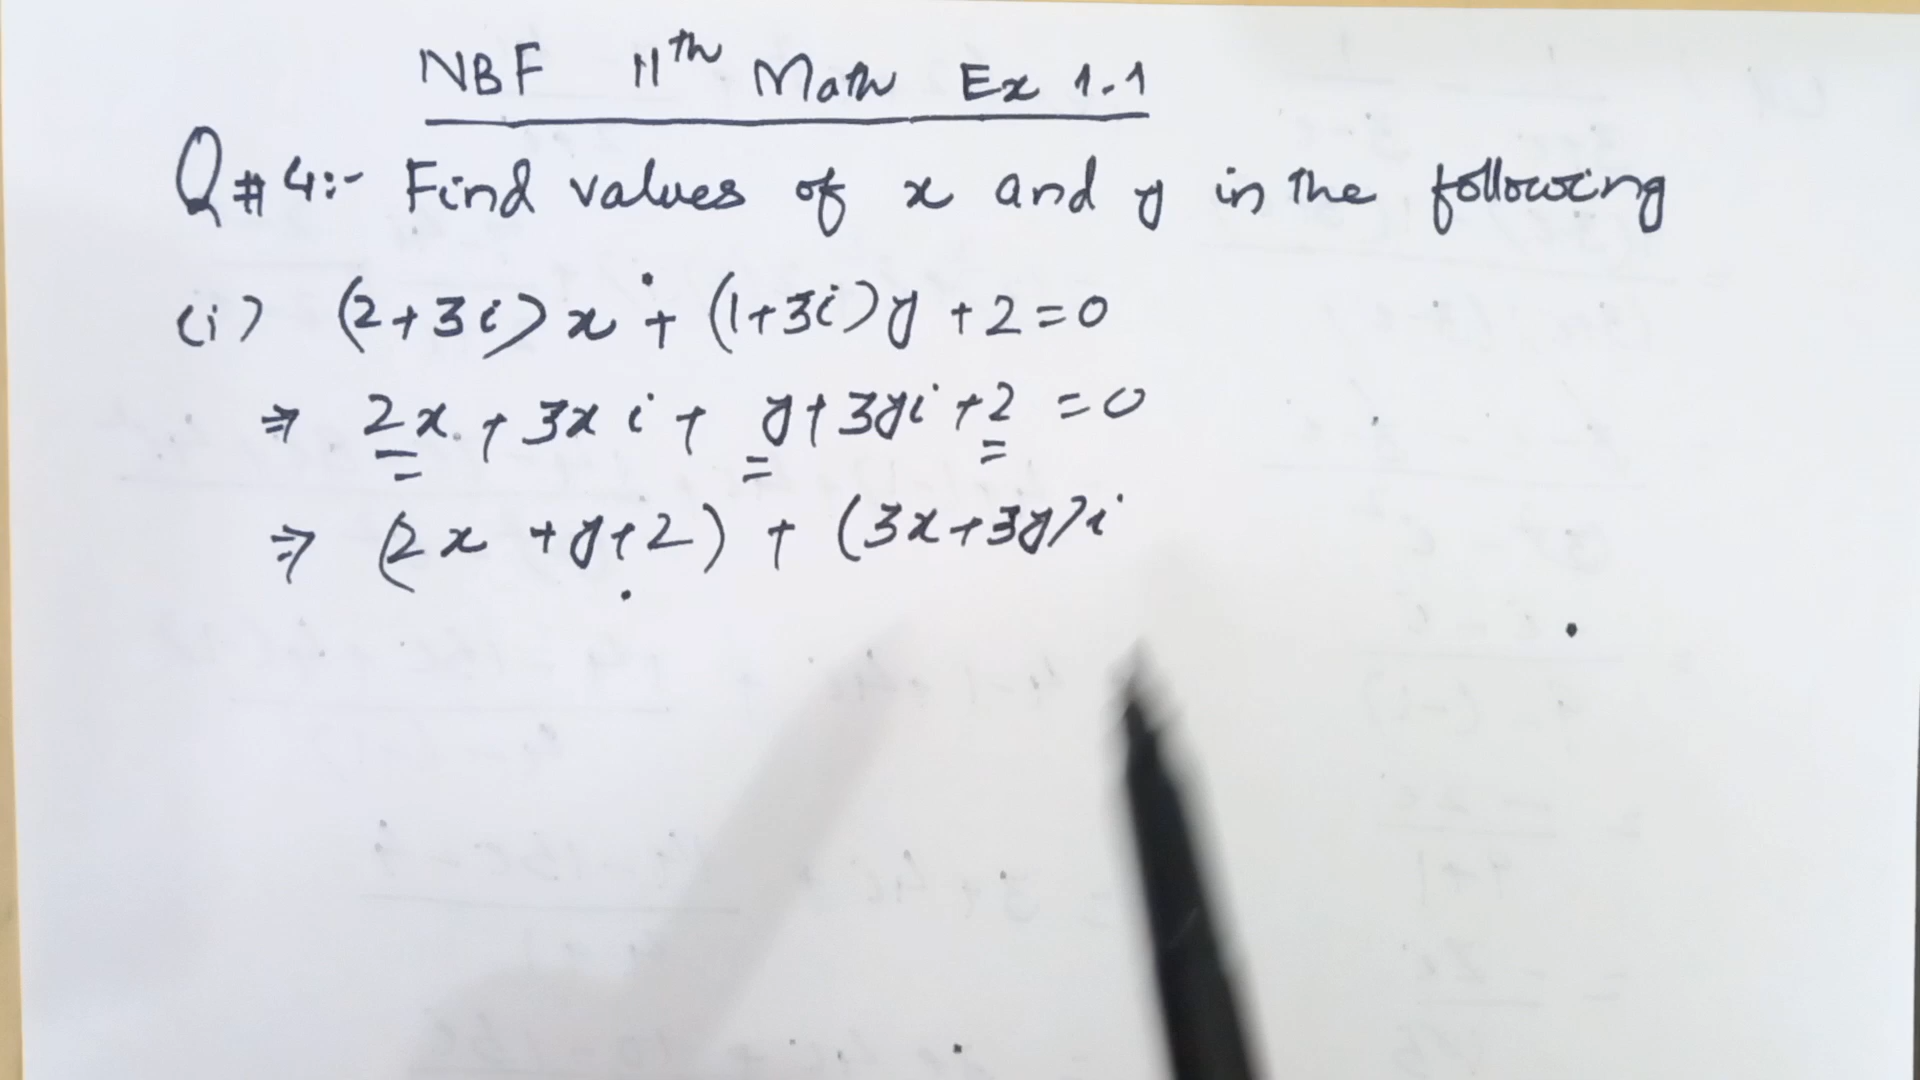 NBF 11th Math Ex 1.1
Q#4:- Find values of x and y in the following
(i) (2+3i)x + (1+3i)y +2=0
⇒ 2x + 3xi + y+3yi +2 =0
⇒ (2x +y+2) + (3x+3y)i